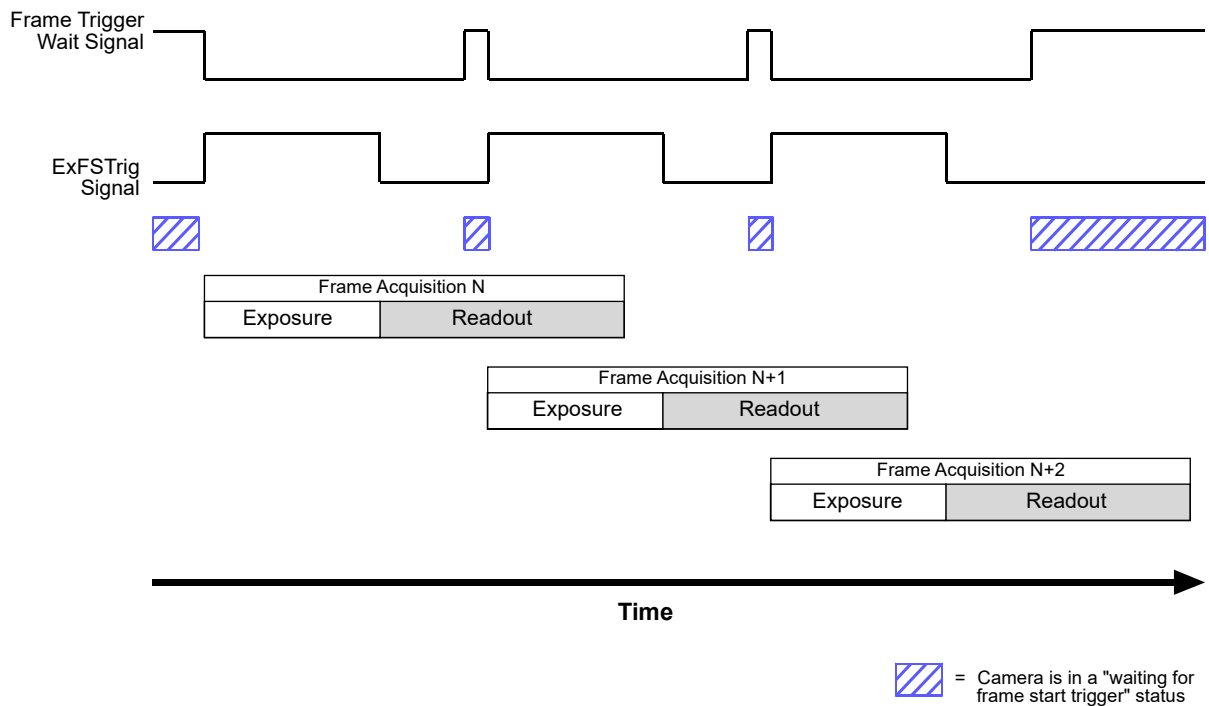 Frame Trigger
Wait Signal
ExFSTrig
Signal
Frame Acquisition N
Exposure Readout
Frame Acquisition N+1
Exposure Readout
Frame Acquisition N+2
Exposure Readout
Time
= Camera is in a "waiting for
frame start trigger" status